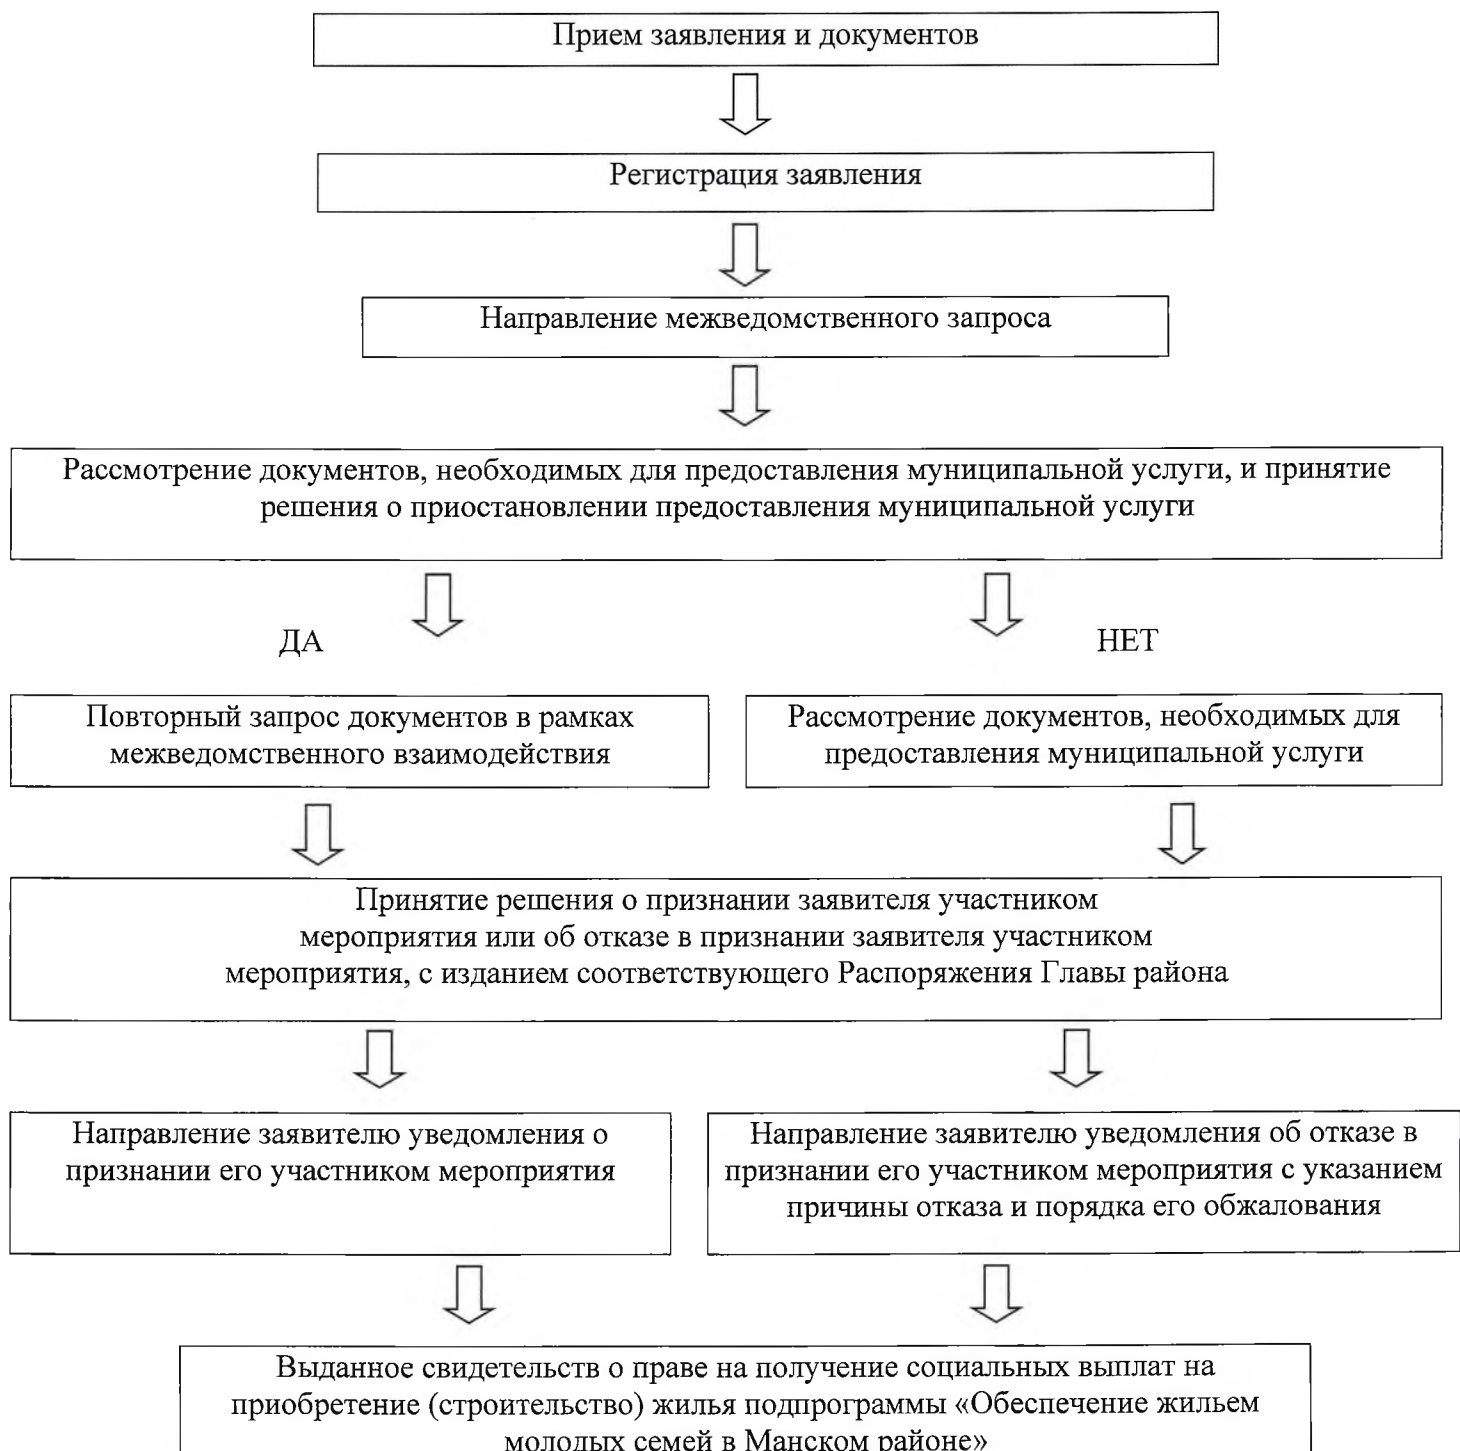 Прием заявления и документов
Регистрация заявления
Направление межведомственного запроса
Рассмотрение документов, необходимых для предоставления муниципальной услуги, и принятие
решения о приостановлении предоставления муниципальной услуги
ДА
НЕТ
Повторный запрос документов в рамках
межведомственного взаимодействия
Рассмотрение документов, необходимых для
предоставления муниципальной услуги
Принятие решения о признании заявителя участником
мероприятия или об отказе в признании заявителя участником
мероприятия, с изданием соответствующего Распоряжения Главы района
Направление заявителю уведомления о
признании его участником мероприятия
Направление заявителю уведомления об отказе в
признании его участником мероприятия с указанием
причины отказа и порядка его обжалования
Выданное свидетельств о праве на получение социальных выплат на
приобретение (строительство) жилья подпрограммы «Обеспечение жильем
молодых семей в Манском районе»